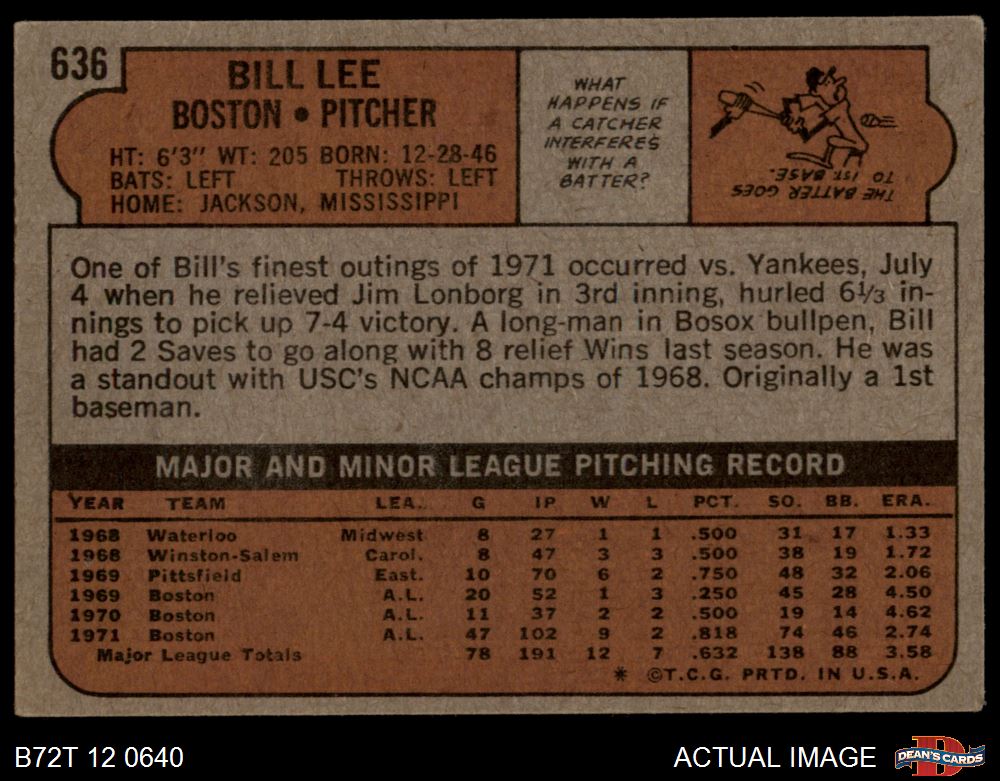 636
BILL LEE
BOSTON • PITCHER
HT: 6'3" WT: 205 BORN: 12-28-46
BATS: LEFT THROWS: LEFT
HOME: JACKSON, MISSISSIPPI
WHAT
HAPPENS IF
A CATCHER
INTERFERES
WITH A
BATTER?
THE BATTER GOES
TO 1ST BASE.
One of Bill's finest outings of 1971 occurred vs. Yankees, July
4 when he relieved Jim Lonborg in 3rd inning, hurled 6⅓ in-
nings to pick up 7-4 victory. A long-man in Bosox bullpen, Bill
had 2 Saves to go along with 8 relief Wins last season. He was
a standout with USC's NCAA champs of 1968. Originally a 1st
baseman.
MAJOR AND MINOR LEAGUE PITCHING RECORD
YEAR TEAM LEA. G IP W L PCT. SO. BB. ERA.
1968 Waterloo Midwest 8 27 1 1 .500 31 17 1.33
1968 Winston-Salem Carol. 8 47 3 3 .500 38 19 1.72
1969 Pittsfield East. 10 70 6 2 .750 48 32 2.06
1969 Boston A.L. 20 52 1 3 .250 45 28 4.50
1970 Boston A.L. 11 37 2 2 .500 19 14 4.62
1971 Boston A.L. 47 102 9 2 .818 74 46 2.74
Major League Totals 78 191 12 7 .632 138 88 3.58
* ©T.C.G. PRTD. IN U.S.A.
B72T 12 0640
ACTUAL IMAGE
D
DEAN'S CARDS